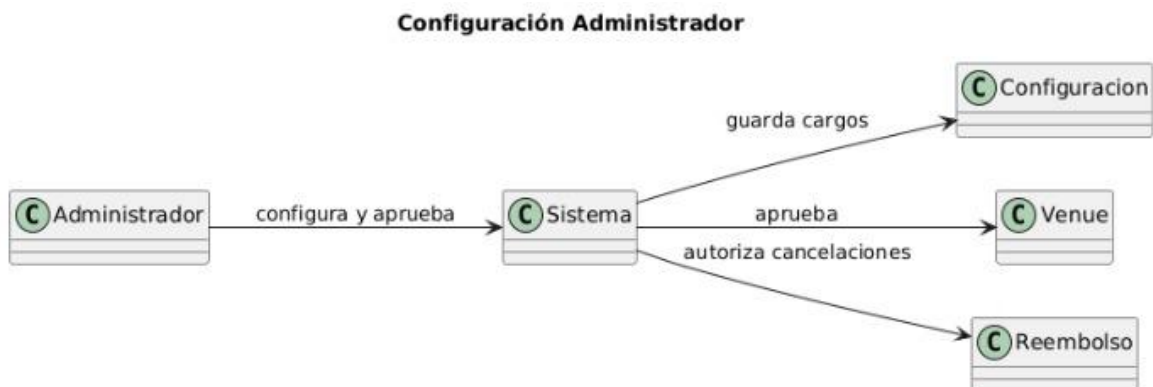 Configuración Administrador
C Configuracion
guarda cargos
C Administrador
configura y aprueba
C Sistema
aprueba
C Venue
autoriza cancelaciones
C Reembolso